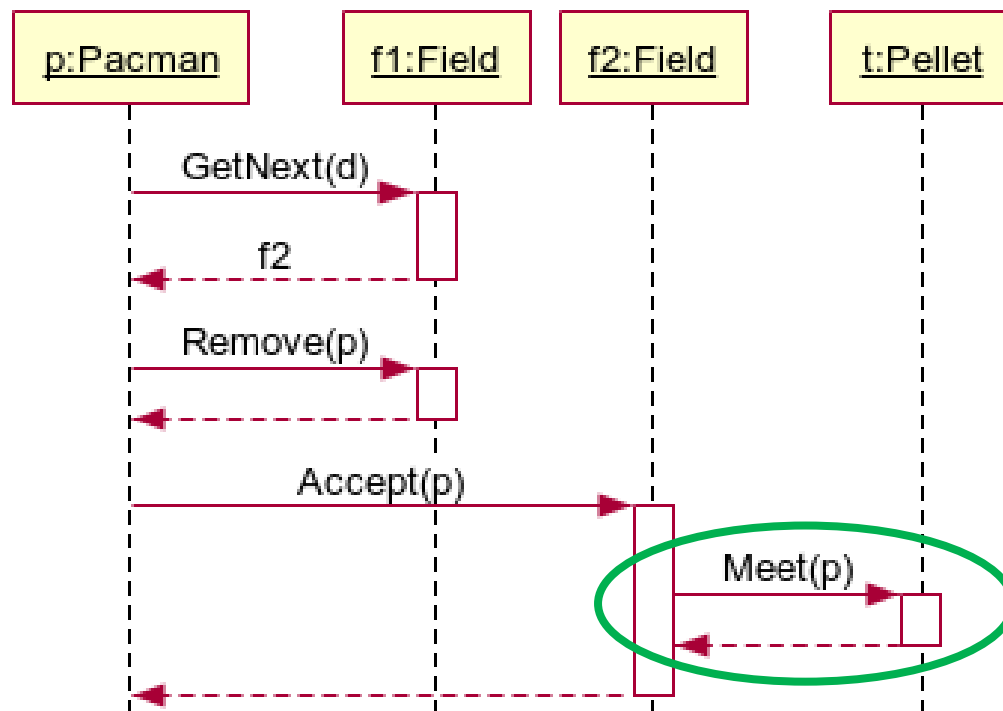 p:Pacman
f1:Field
f2:Field
t:Pellet
GetNext(d)
f2
Remove(p)
Accept(p)
Meet(p)